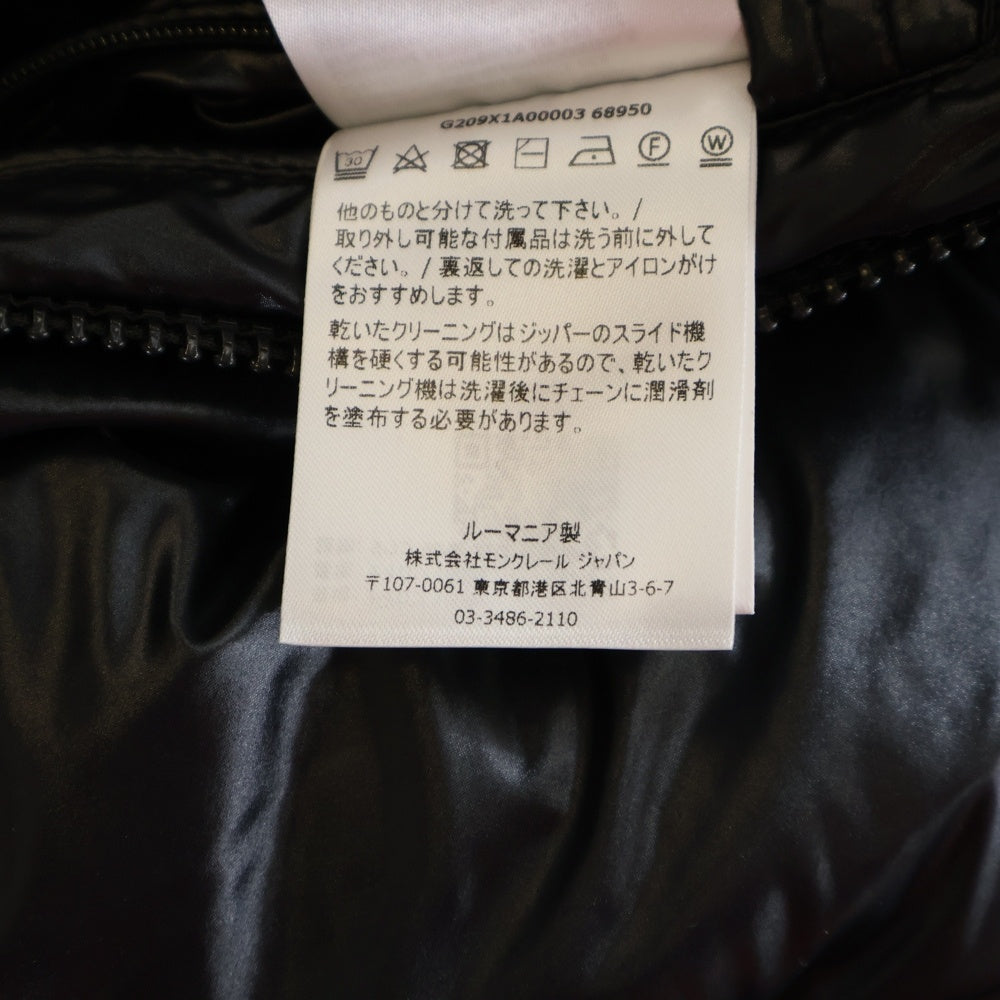 G209X1A00003 68950
30 F W
他のものと分けて洗って下さい。/
取り外し可能な付属品は洗う前に外して
ください。/ 裏返しての洗濯とアイロンがけ
をおすすめします。
乾いたクリーニングはジッパーのスライド機
構を硬くする可能性があるので、乾いたク
リーニング機は洗濯後にチェーンに潤滑剤
を塗布する必要があります。
ルーマニア製
株式会社モンクレール ジャパン
〒107-0061 東京都港区北青山3-6-7
03-3486-2110